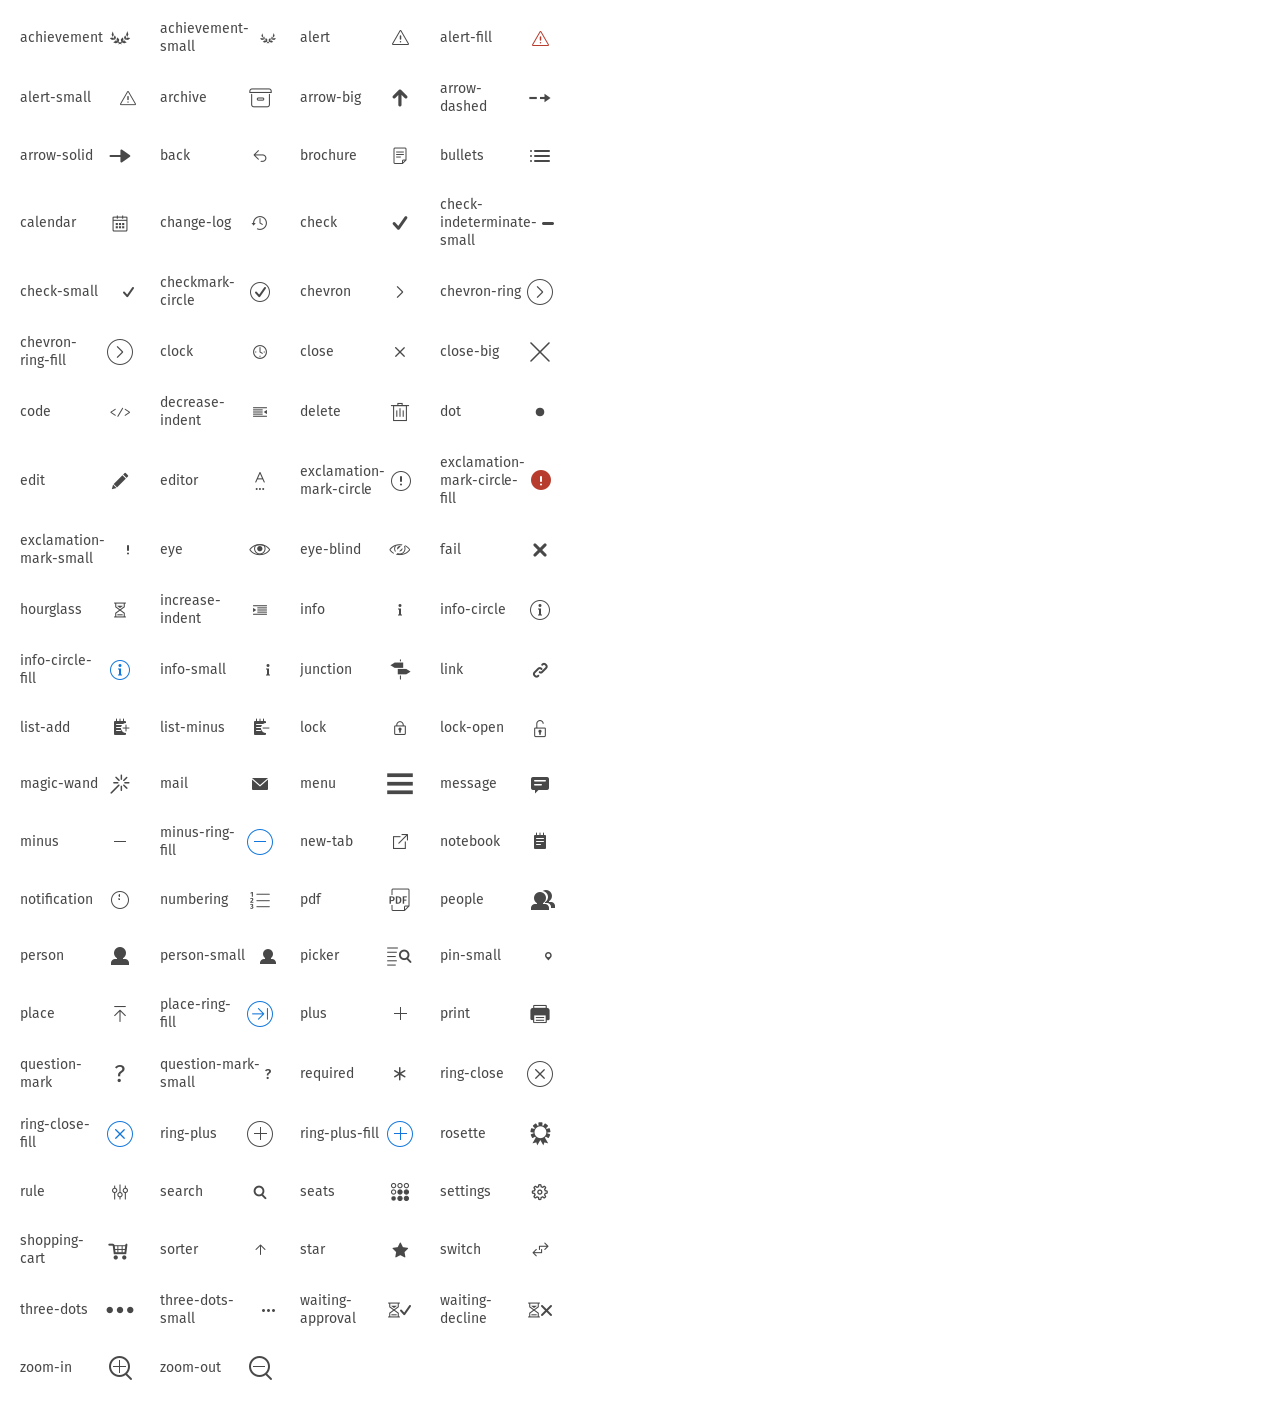 achievement
achievement-
small
alert
alert-fill
alert-small
archive
arrow-big
arrow-
dashed
arrow-solid
back
brochure
bullets
calendar
change-log
check
check-
indeterminate-
small
check-small
checkmark-
circle
chevron
chevron-ring
chevron-
ring-fill
clock
close
close-big
code
decrease-
indent
delete
dot
edit
editor
exclamation-
mark-circle
exclamation-
mark-circle-
fill
exclamation-
mark-small
eye
eye-blind
fail
hourglass
increase-
indent
info
info-circle
info-circle-
fill
info-small
junction
link
list-add
list-minus
lock
lock-open
magic-wand
mail
menu
message
minus
minus-ring-
fill
new-tab
notebook
notification
numbering
1
2
3
pdf
PDF
people
person
person-small
picker
pin-small
place
place-ring-
fill
plus
print
question-
mark
?
question-mark-
small
?
required
ring-close
ring-close-
fill
ring-plus
ring-plus-fill
rosette
rule
search
seats
settings
shopping-
cart
sorter
star
switch
three-dots
three-dots-
small
waiting-
approval
waiting-
decline
zoom-in
zoom-out